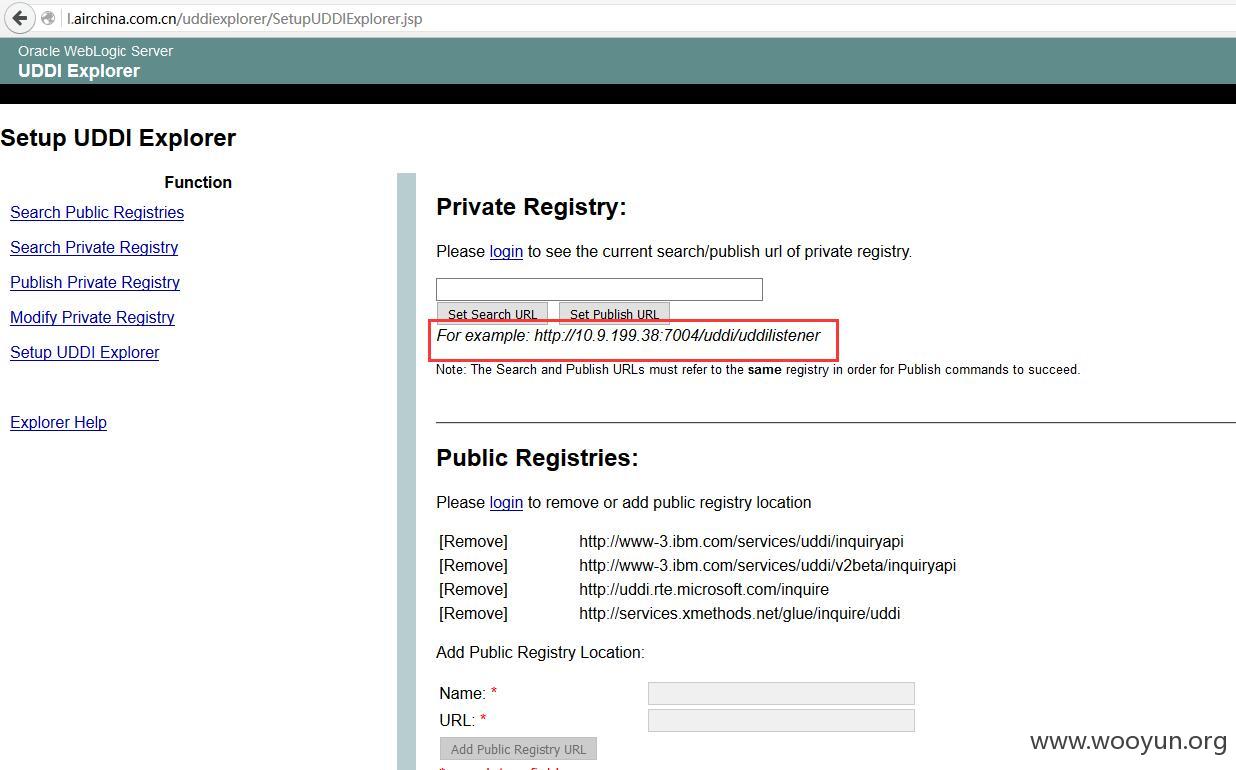 l.airchina.com.cn/uddiexplorer/SetupUDDIExplorer.jsp
Oracle WebLogic Server
UDDI Explorer
Setup UDDI Explorer
Function
Search Public Registries
Search Private Registry
Publish Private Registry
Modify Private Registry
Setup UDDI Explorer
Explorer Help
Private Registry:
Please login to see the current search/publish url of private registry.
Set Search URL Set Publish URL
For example: http://10.9.199.38:7004/uddi/uddilistener
Note: The Search and Publish URLs must refer to the same registry in order for Publish commands to succeed.
Public Registries:
Please login to remove or add public registry location
[Remove] http://www-3.ibm.com/services/uddi/inquiryapi
[Remove] http://www-3.ibm.com/services/uddi/v2beta/inquiryapi
[Remove] http://uddi.rte.microsoft.com/inquire
[Remove] http://services.xmethods.net/glue/inquire/uddi
Add Public Registry Location:
Name: *
URL: *
Add Public Registry URL
www.wooyun.org